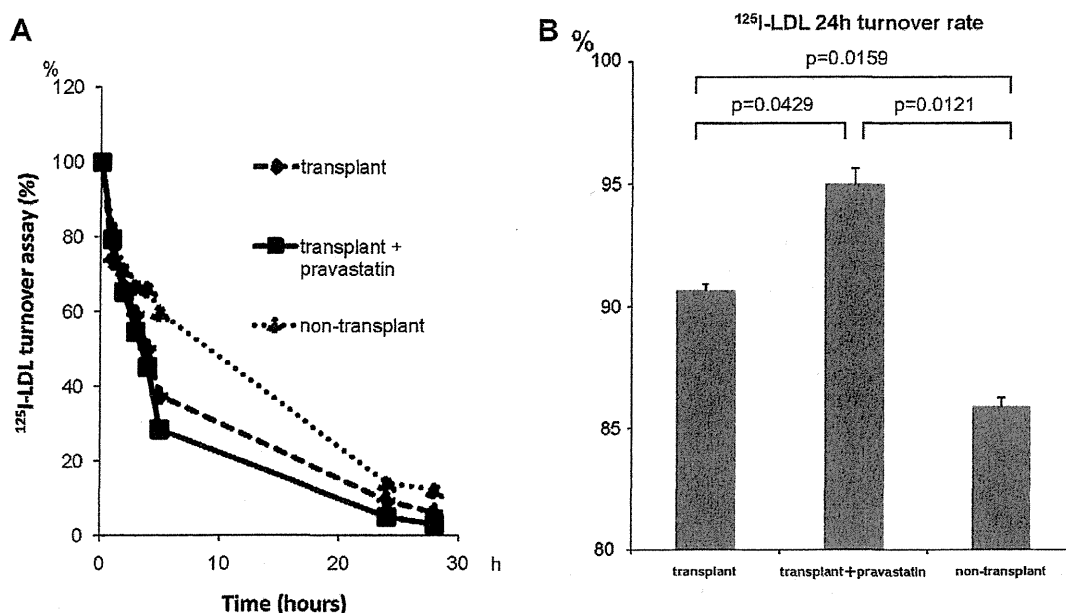 A
%
120
100
80
60
40
20
0
0
10
20
30
h
¹²⁵I-LDL turnover assay (%)
Time (hours)
transplant
transplant +
pravastatin
non-transplant
B
¹²⁵I-LDL 24h turnover rate
%
100
95
90
85
80
p=0.0159
p=0.0429
p=0.0121
transplant
transplant+pravastatin
non-transplant